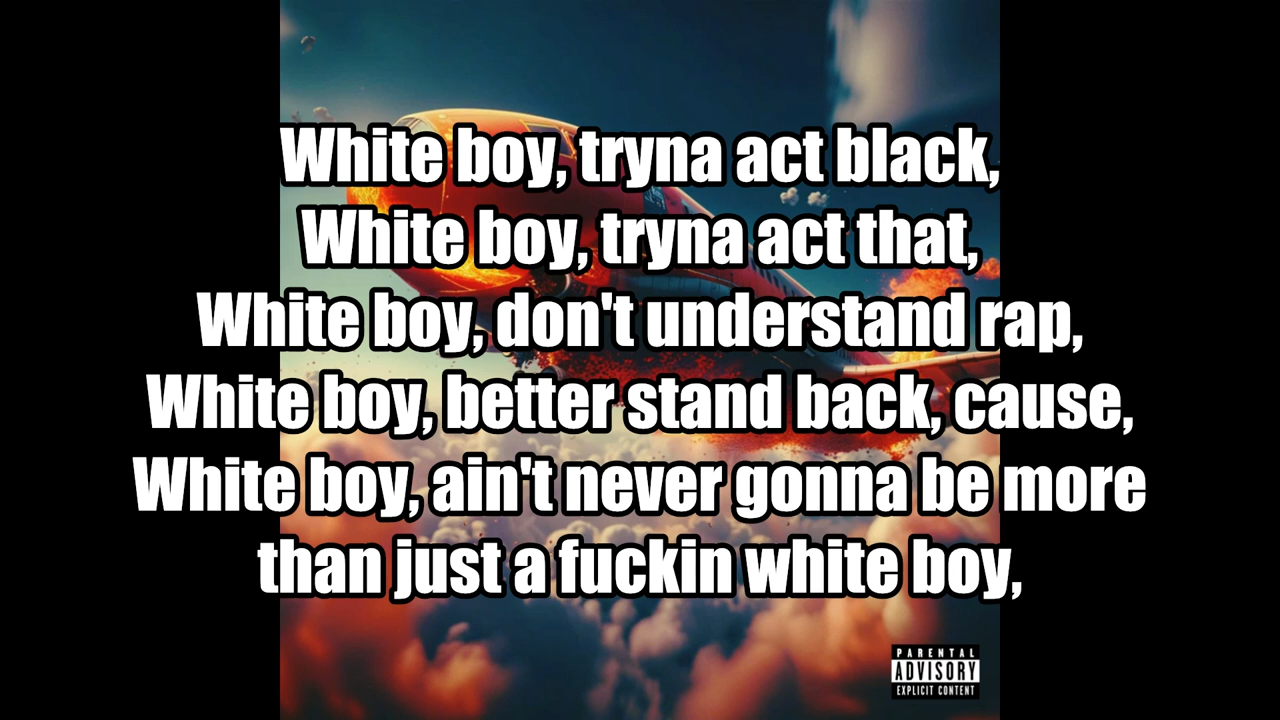 White boy, tryna act black,
White boy, tryna act that,
White boy, don't understand rap,
White boy, better stand back, cause,
White boy, ain't never gonna be more
than just a fuckin white boy,
PARENTAL
ADVISORY
EXPLICIT CONTENT